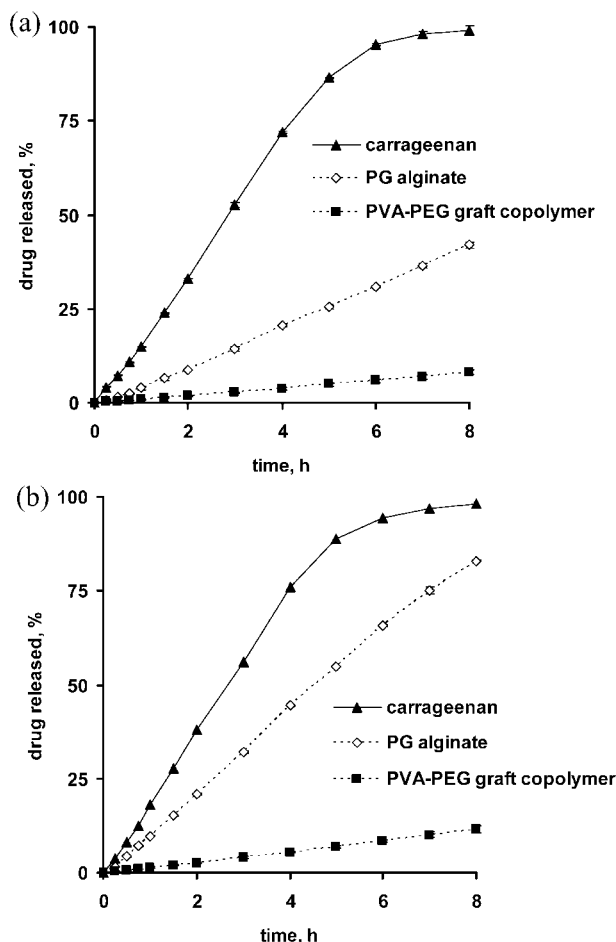 (a)
100
75
50
25
0
drug released, %
carrageenan
PG alginate
PVA-PEG graft copolymer
0 2 4 6 8
time, h
(b)
100
75
50
25
0
drug released, %
carrageenan
PG alginate
PVA-PEG graft copolymer
0 2 4 6 8
time, h